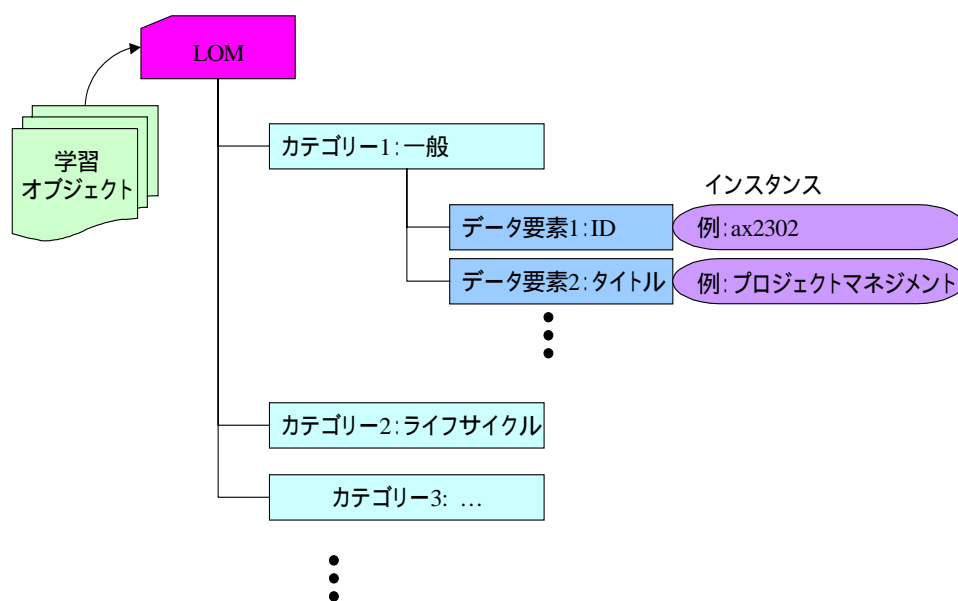 LOM
学習
オブジェクト
カテゴリー1:一般
インスタンス
データ要素1:ID
例:ax2302
データ要素2:タイトル
例:プロジェクトマネジメント
カテゴリー2:ライフサイクル
カテゴリー3: …